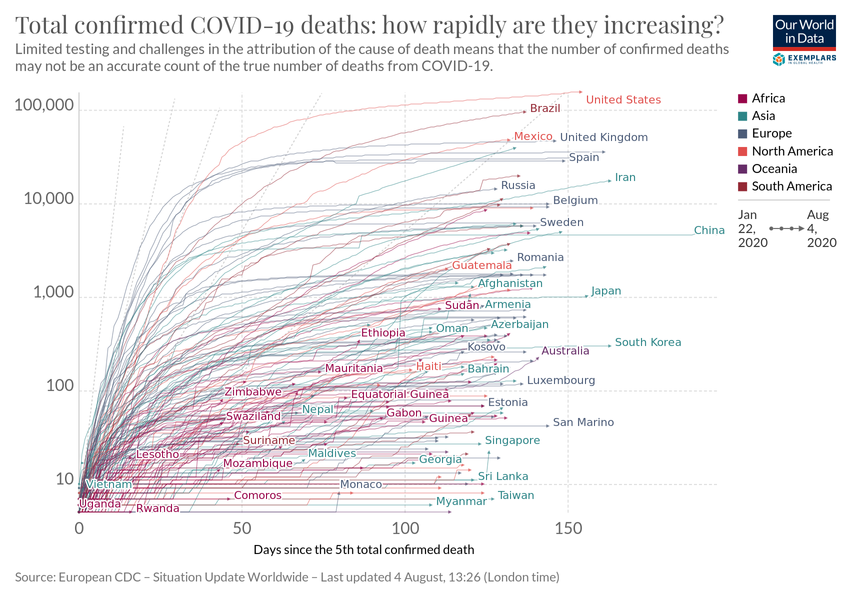 Total confirmed COVID-19 deaths: how rapidly are they increasing?
Limited testing and challenges in the attribution of the cause of death means that the number of confirmed deaths
may not be an accurate count of the true number of deaths from COVID-19.
Our World
in Data
EXEMPLARS
IN GLOBAL HEALTH
100,000
10,000
1,000
100
10
United States
Brazil
Mexico
United Kingdom
Spain
Iran
Russia
Belgium
Sweden
China
Romania
Guatemala
Afghanistan
Japan
Sudan
Armenia
Azerbaijan
Oman
Ethiopia
South Korea
Kosovo
Australia
Mauritania
Haiti
Bahrain
Luxembourg
Zimbabwe
Equatorial Guinea
Estonia
Nepal
Swaziland
Gabon
Guinea
San Marino
Suriname
Singapore
Lesotho
Maldives
Mozambique
Georgia
Sri Lanka
Vietnam
Monaco
Comoros
Taiwan
Myanmar
Uganda
Rwanda
0
50
100
150
Days since the 5th total confirmed death
Africa
Asia
Europe
North America
Oceania
South America
Jan
22,
2020
Aug
4,
2020
Source: European CDC – Situation Update Worldwide – Last updated 4 August, 13:26 (London time)